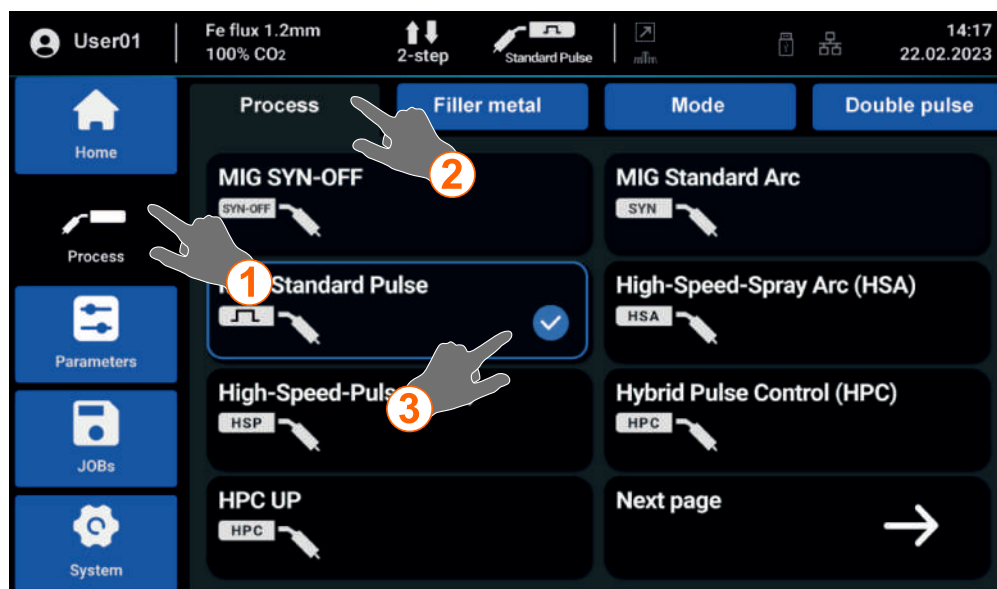 User01
Fe flux 1.2mm
100% CO2
2-step
Standard Pulse
14:17
22.02.2023
Home
Process
Parameters
JOBs
System
Process
Filler metal
Mode
Double pulse
MIG SYN-OFF
SYN-OFF
MIG Standard Arc
SYN
Standard Pulse
High-Speed-Spray Arc (HSA)
HSA
High-Speed-Puls
HSP
Hybrid Pulse Control (HPC)
HPC
HPC UP
HPC
Next page
1
2
3